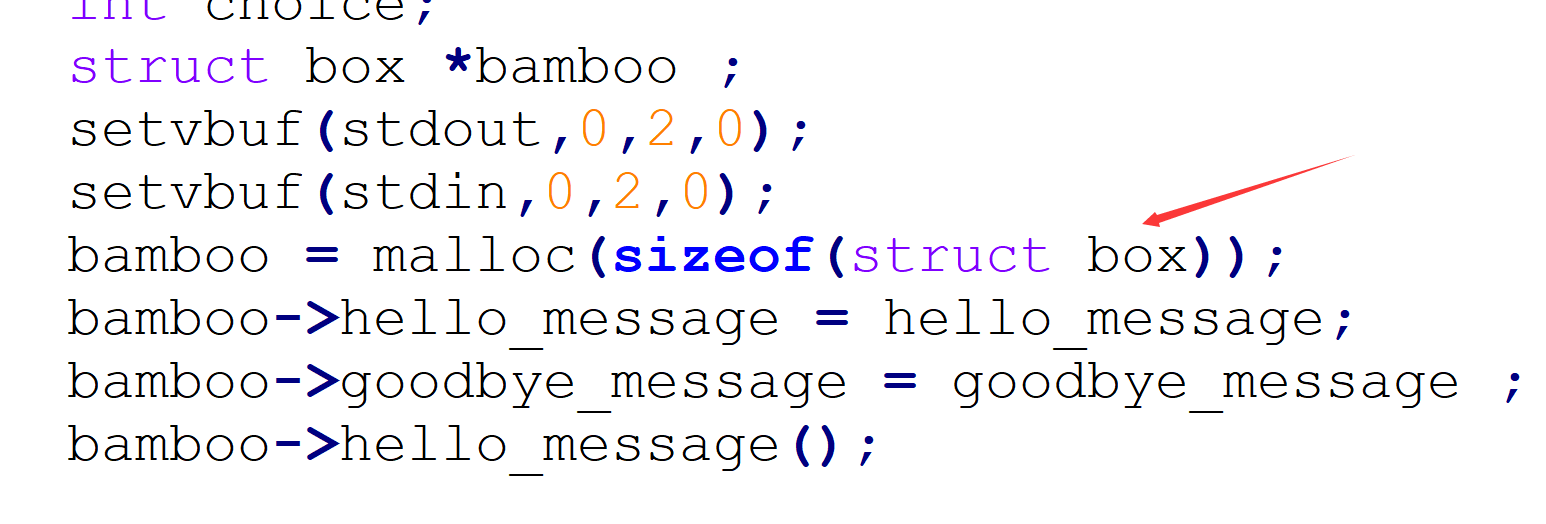 int choice;
struct box *bamboo ;
setvbuf(stdout,0,2,0);
setvbuf(stdin,0,2,0);
bamboo = malloc(sizeof(struct box));
bamboo->hello_message = hello_message;
bamboo->goodbye_message = goodbye_message ;
bamboo->hello_message();